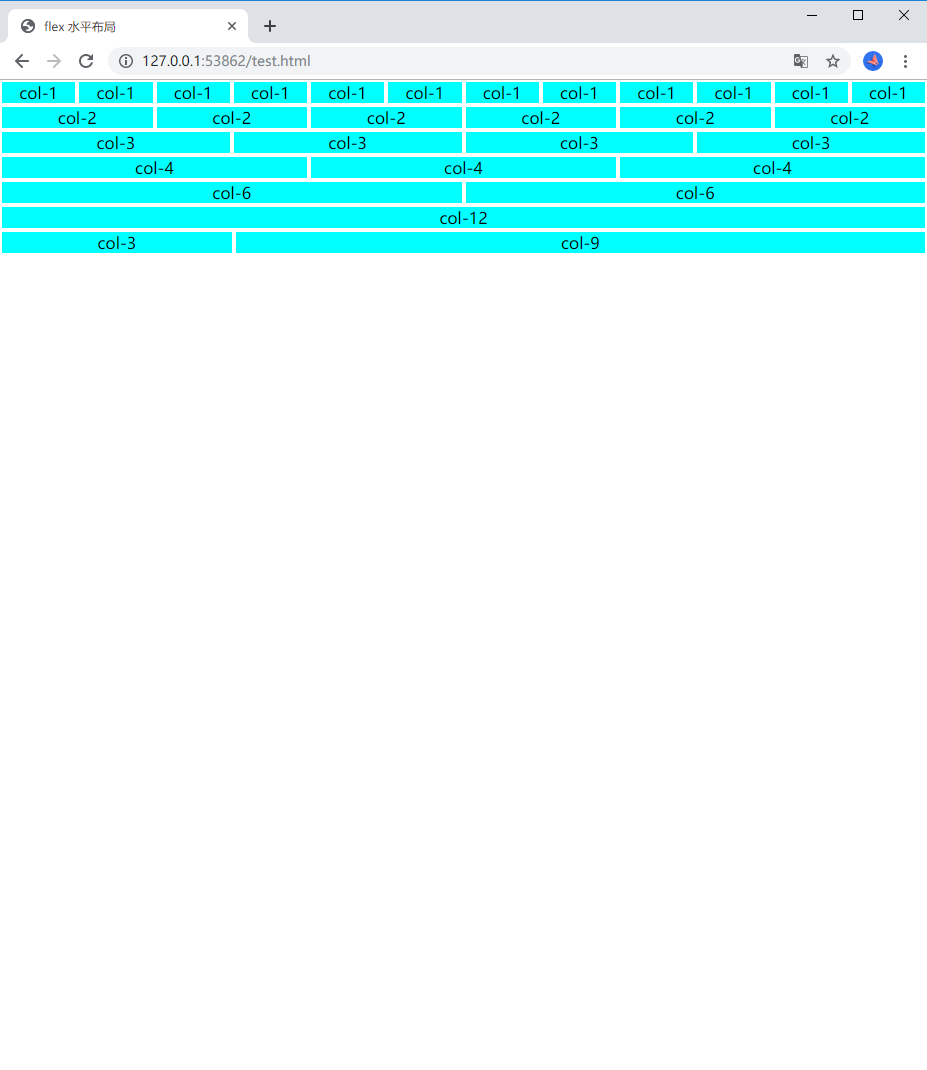 flex 水平布局
127.0.0.1:53862/test.html
col-1 col-1 col-1 col-1 col-1 col-1 col-1 col-1 col-1 col-1 col-1 col-1
col-2 col-2 col-2 col-2 col-2 col-2
col-3 col-3 col-3 col-3
col-4 col-4 col-4
col-6 col-6
col-12
col-3 col-9